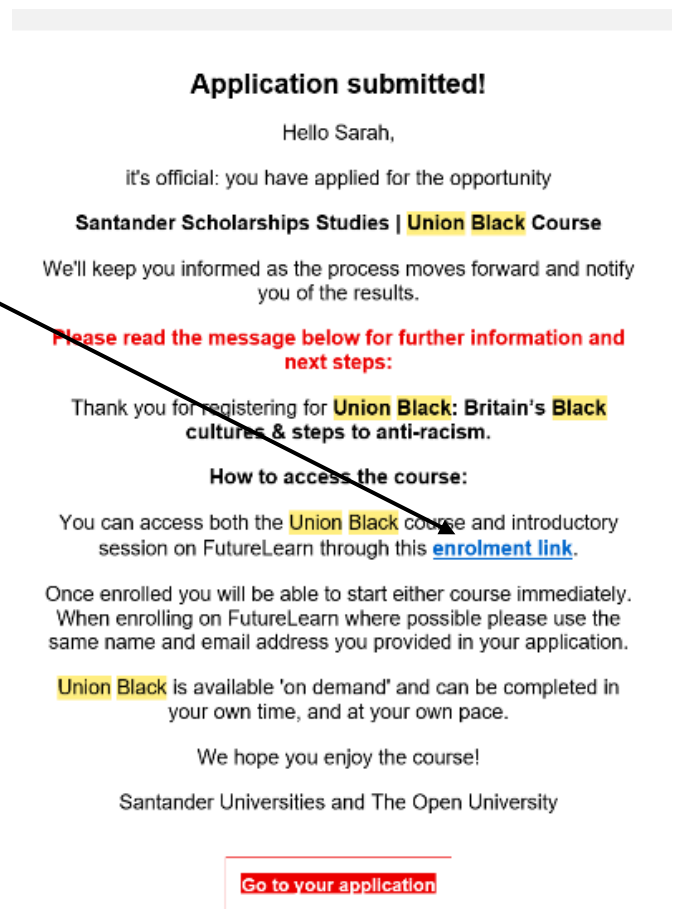 Application submitted!
Hello Sarah,
it's official: you have applied for the opportunity
Santander Scholarships Studies | Union Black Course
We'll keep you informed as the process moves forward and notify
you of the results.
Please read the message below for further information and
next steps:
Thank you for registering for Union Black: Britain's Black
cultures & steps to anti-racism.
How to access the course:
You can access both the Union Black course and introductory
session on FutureLearn through this enrolment link.
Once enrolled you will be able to start either course immediately.
When enrolling on FutureLearn where possible please use the
same name and email address you provided in your application.
Union Black is available 'on demand' and can be completed in
your own time, and at your own pace.
We hope you enjoy the course!
Santander Universities and The Open University
Go to your application